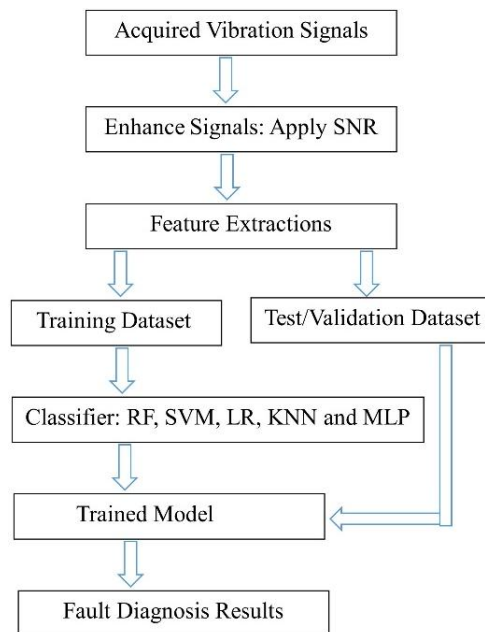 Acquired Vibration Signals
Enhance Signals: Apply SNR
Feature Extractions
Training Dataset
Test/Validation Dataset
Classifier: RF, SVM, LR, KNN and MLP
Trained Model
Fault Diagnosis Results